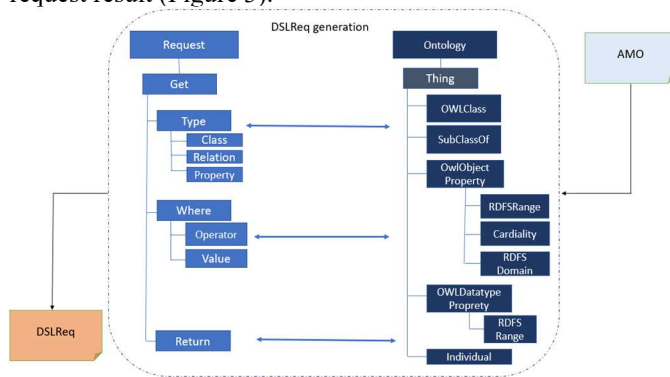 request result (Figure 3).
DSLReq generation
Request
Get
Type
Class
Relation
Property
Where
Operator
Value
Return
Ontology
Thing
OWLClass
SubClassOf
OwlObject
Property
RDFSRange
Cardiality
RDFS
Domain
OWLDatatype
Proprety
RDFS
Range
Individual
AMO
DSLReq